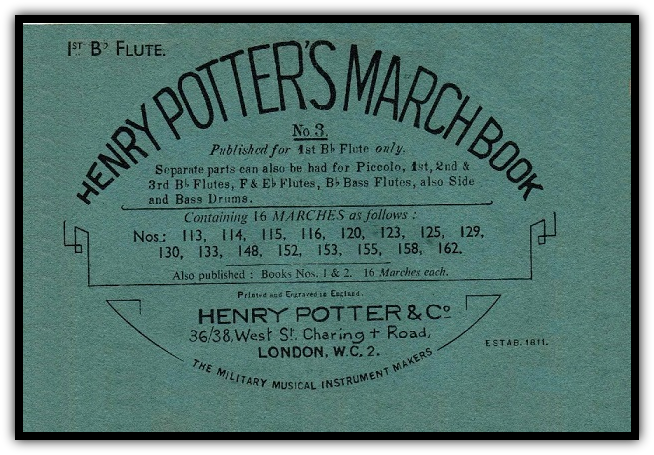 1ST B♭ FLUTE.
HENRY POTTER'S MARCH BOOK
No 3.
Published for 1st B♭ Flute only.
Separate parts can also be had for Piccolo, 1st, 2nd &
3rd B♭ Flutes, F & E♭ Flutes, B♭ Bass Flutes, also Side
and Bass Drums.
Containing 16 MARCHES as follows :
Nos.: 113, 114, 115, 116, 120, 123, 125, 129,
130, 133, 148, 152, 153, 155, 158, 162.
Also published : Books Nos. 1 & 2. 16 Marches each.
Printed and Engraved in England.
HENRY POTTER & Co
36/38, West St. Charing + Road,
LONDON, W.C. 2.
ESTAB. 1811.
THE MILITARY MUSICAL INSTRUMENT MAKERS